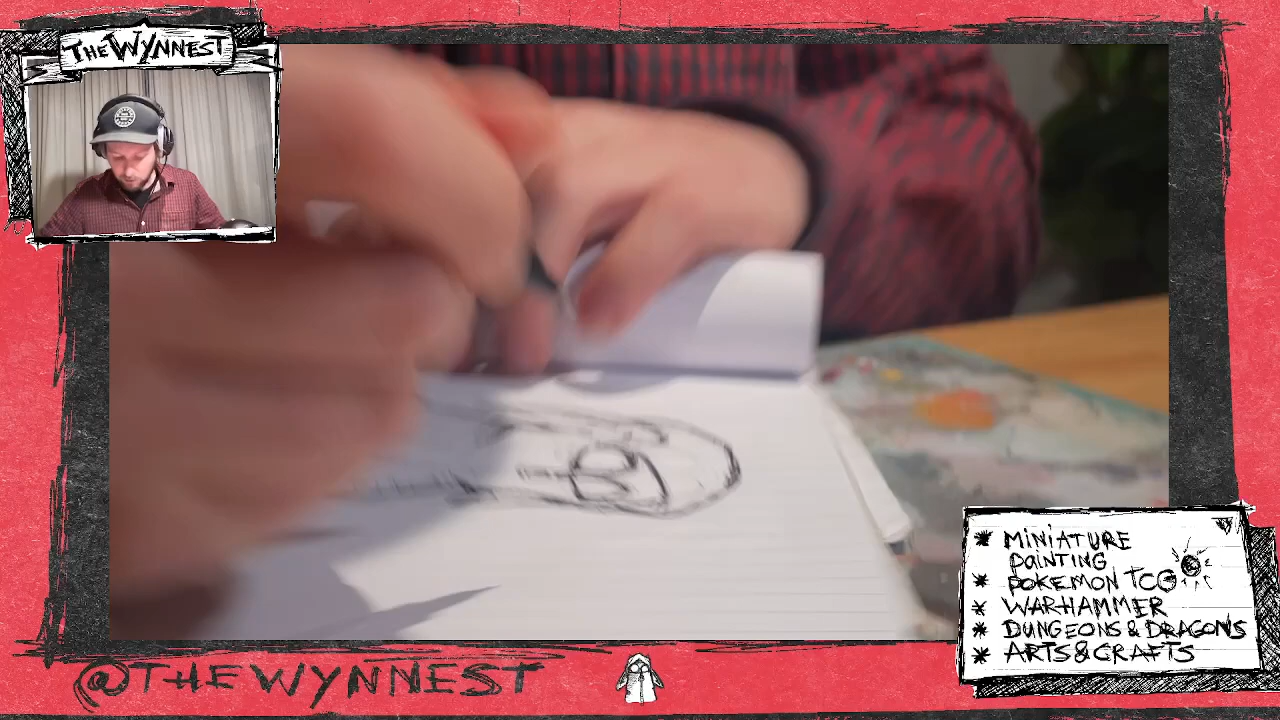 THE WYNNEST
* MINIATURE
PAINTING
* POKEMON TCG
* WARHAMMER
* DUNGEONS & DRAGONS
* ARTS & CRAFTS
@THEWYNNEST